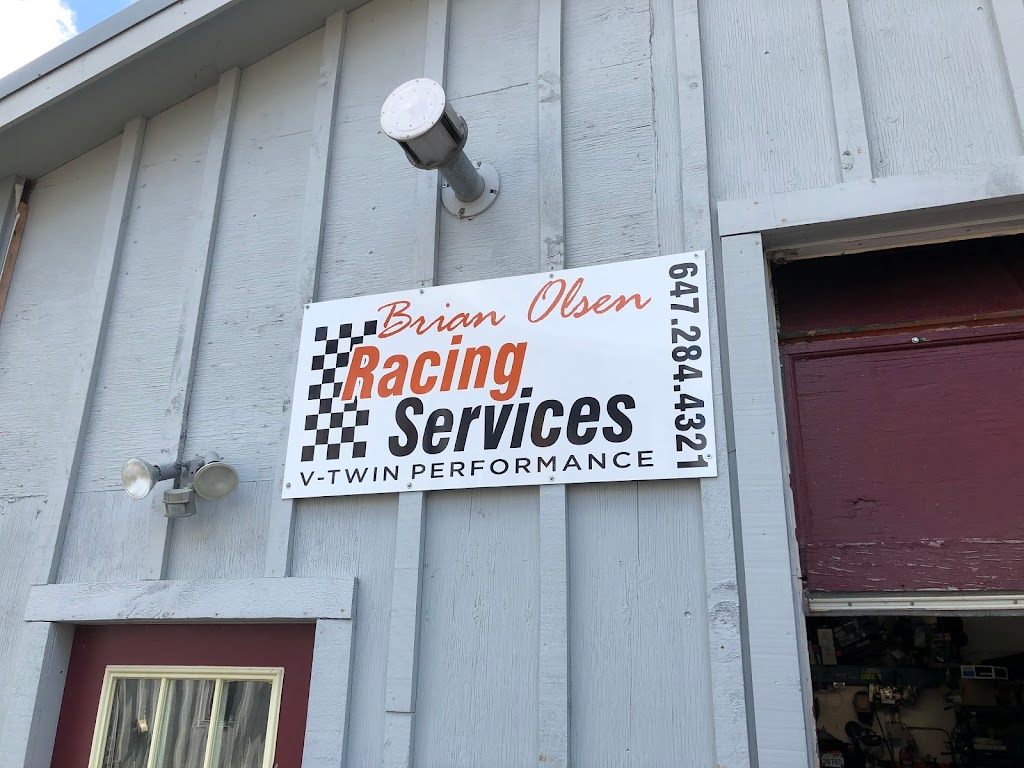 Brian Olsen
Racing
Services
V-TWIN PERFORMANCE
647.284.4321